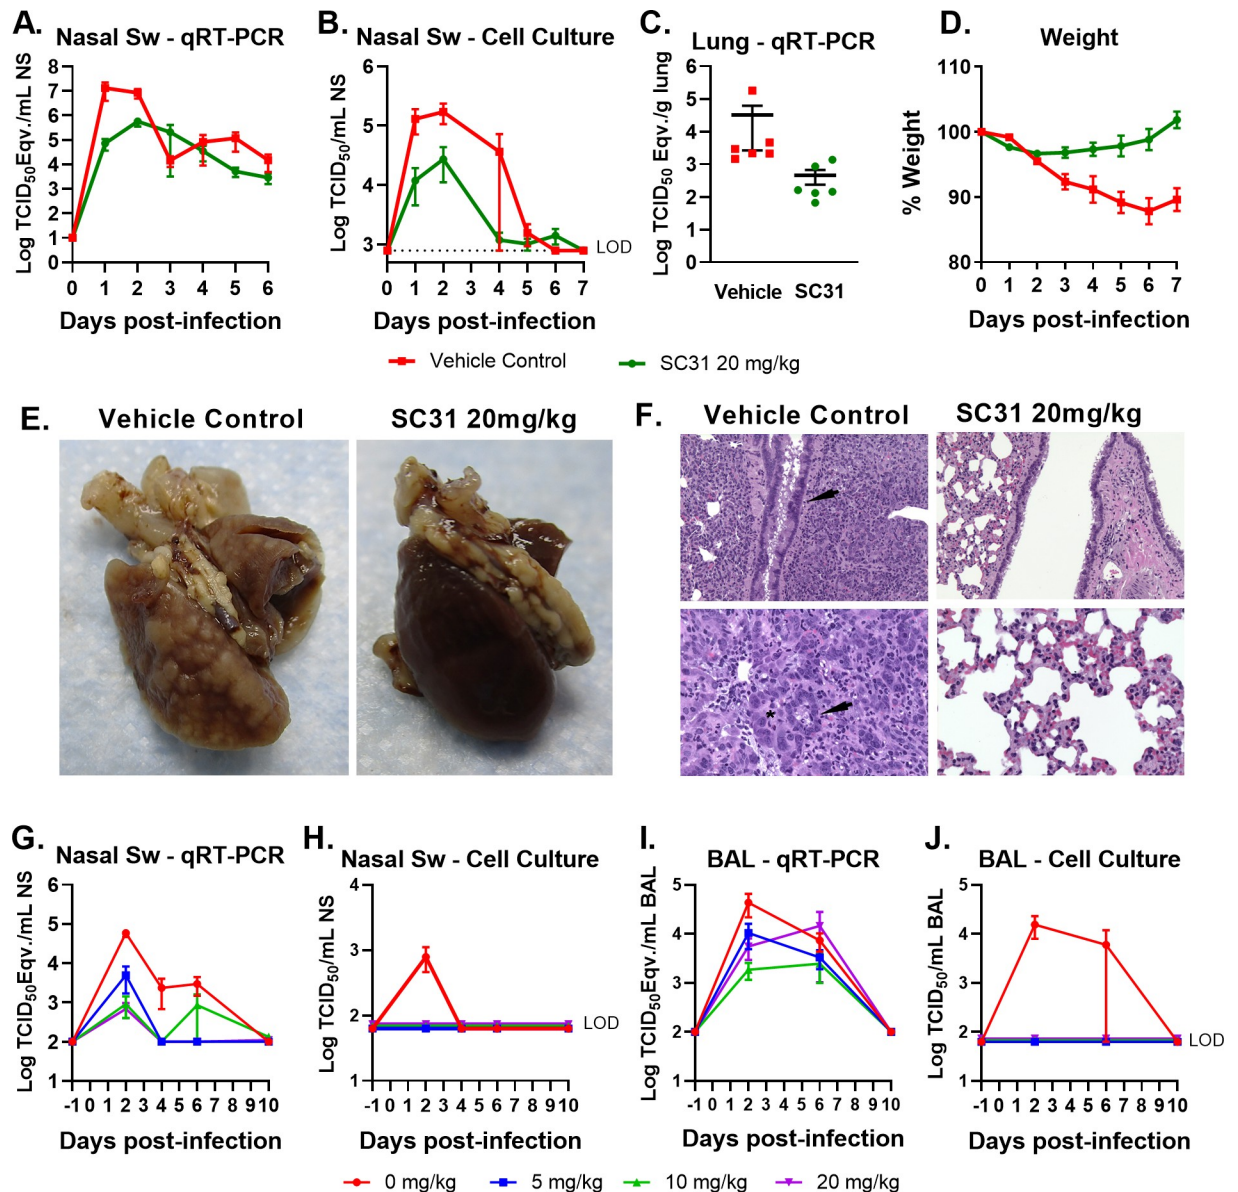 A.
Nasal Sw - qRT-PCR
Log TCID50Eqv./mL NS
8
7
6
5
4
3
2
1
0
0 1 2 3 4 5 6
Days post-infection
B.
Nasal Sw - Cell Culture
Log TCID50/mL NS
6
5
4
3
LOD
0 1 2 3 4 5 6 7
Days post-infection
C.
Lung - qRT-PCR
Log TCID50 Eqv./g lung
6
5
4
3
2
1
0
Vehicle SC31
D.
Weight
% Weight
110
100
90
80
0 1 2 3 4 5 6 7
Days post-infection
Vehicle Control
SC31 20 mg/kg
E.
Vehicle Control
SC31 20mg/kg
F.
Vehicle Control
SC31 20mg/kg
*
G.
Nasal Sw - qRT-PCR
Log TCID50Eqv./mL NS
6
5
4
3
2
1
-1 0 1 2 3 4 5 6 7 8 9 10
Days post-infection
H.
Nasal Sw - Cell Culture
Log TCID50/mL NS
4
3
2
1
LOD
-1 0 1 2 3 4 5 6 7 8 9 10
Days post-infection
I.
BAL - qRT-PCR
Log TCID50Eqv./mL BAL
5
4
3
2
1
-1 0 1 2 3 4 5 6 7 8 9 10
Days post-infection
J.
BAL - Cell Culture
Log TCID50/mL BAL
5
4
3
2
1
LOD
-1 0 1 2 3 4 5 6 7 8 9 10
Days post-infection
0 mg/kg
5 mg/kg
10 mg/kg
20 mg/kg